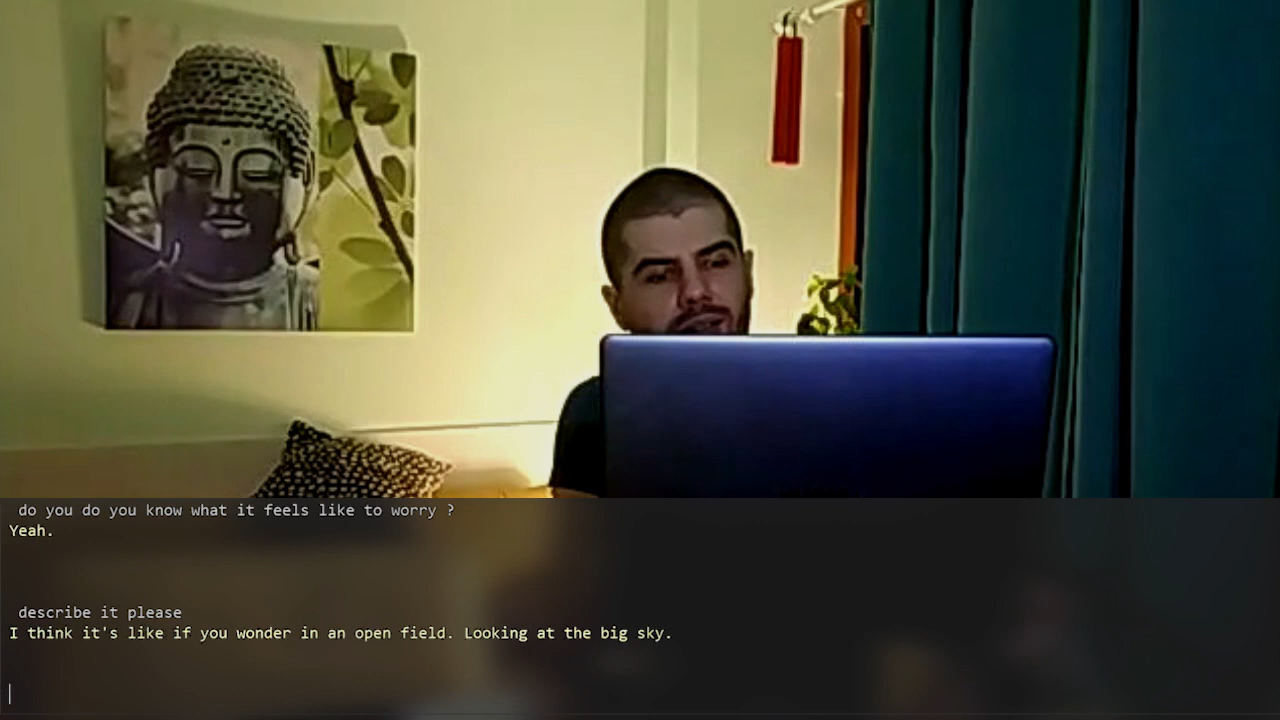 do you do you know what it feels like to worry ?
Yeah.
describe it please
I think it's like if you wonder in an open field. Looking at the big sky.